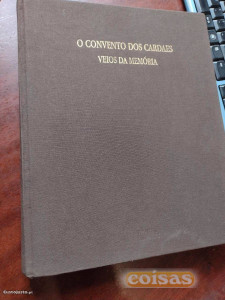 O CONVENTO DOS CARDAES
VEIOS DA MEMÓRIA
coisas